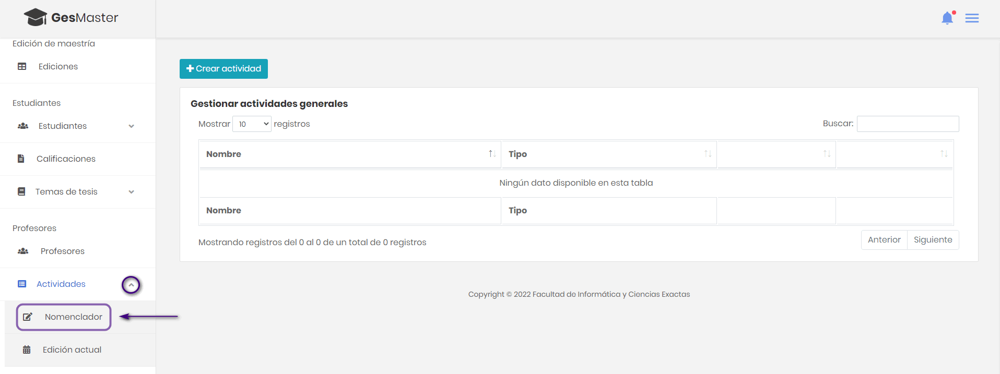 GesMaster
Edición de maestría
Ediciones
Estudiantes
Estudiantes
Calificaciones
Temas de tesis
Profesores
Profesores
Actividades
Nomenclador
Edición actual
Crear actividad
Gestionar actividades generales
Mostrar 10 registros
Buscar:
Nombre Tipo
Ningún dato disponible en esta tabla
Nombre Tipo
Mostrando registros del 0 al 0 de un total de 0 registros
Anterior Siguiente
Copyright © 2022 Facultad de Informática y Ciencias Exactas